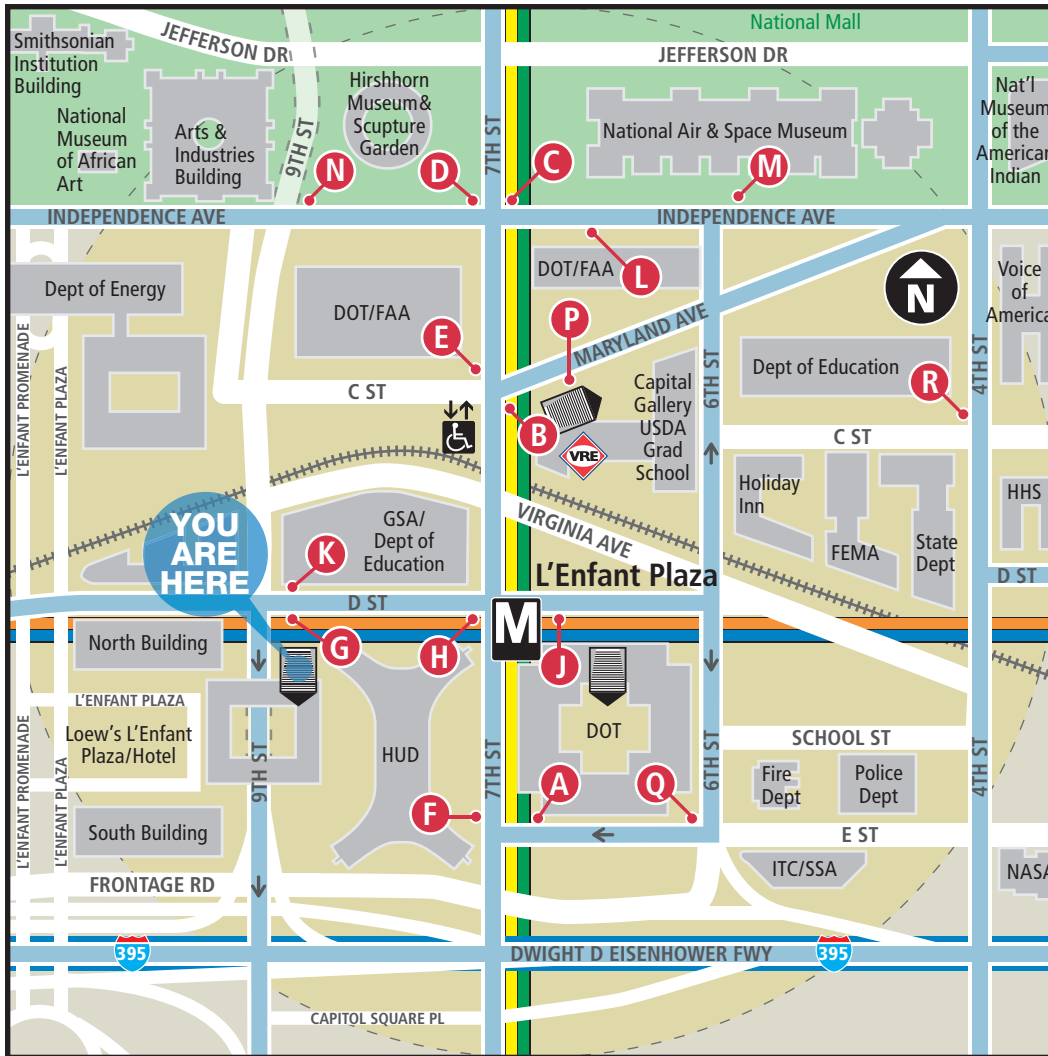 National Mall
JEFFERSON DR
JEFFERSON DR
Smithsonian
Institution
Building
National
Museum
of African
Art
Arts &
Industries
Building
9TH ST
Hirshhorn
Museum &
Scupture
Garden
7TH ST
National Air & Space Museum
Nat'l
Museum
of the
American
Indian
N
D
C
M
INDEPENDENCE AVE
INDEPENDENCE AVE
Dept of Energy
DOT/FAA
E
DOT/FAA
L
P
MARYLAND AVE
N
Voice
of
America
L'ENFANT PROMENADE
L'ENFANT PLAZA
C ST
B
VRE
Capital
Gallery
USDA
Grad
School
6TH ST
Dept of Education
R
4TH ST
C ST
YOU
ARE
HERE
GSA/
Dept of
Education
K
VIRGINIA AVE
Holiday
Inn
FEMA
State
Dept
HHS
L'Enfant Plaza
D ST
D ST
M
North Building
G
H
J
L'ENFANT PLAZA
Loew's L'Enfant
Plaza/Hotel
L'ENFANT PROMENADE
L'ENFANT PLAZA
9TH ST
HUD
7TH ST
DOT
6TH ST
SCHOOL ST
4TH ST
Fire
Dept
Police
Dept
South Building
F
A
Q
E ST
FRONTAGE RD
ITC/SSA
NASA
395
DWIGHT D EISENHOWER FWY
395
CAPITOL SQUARE PL